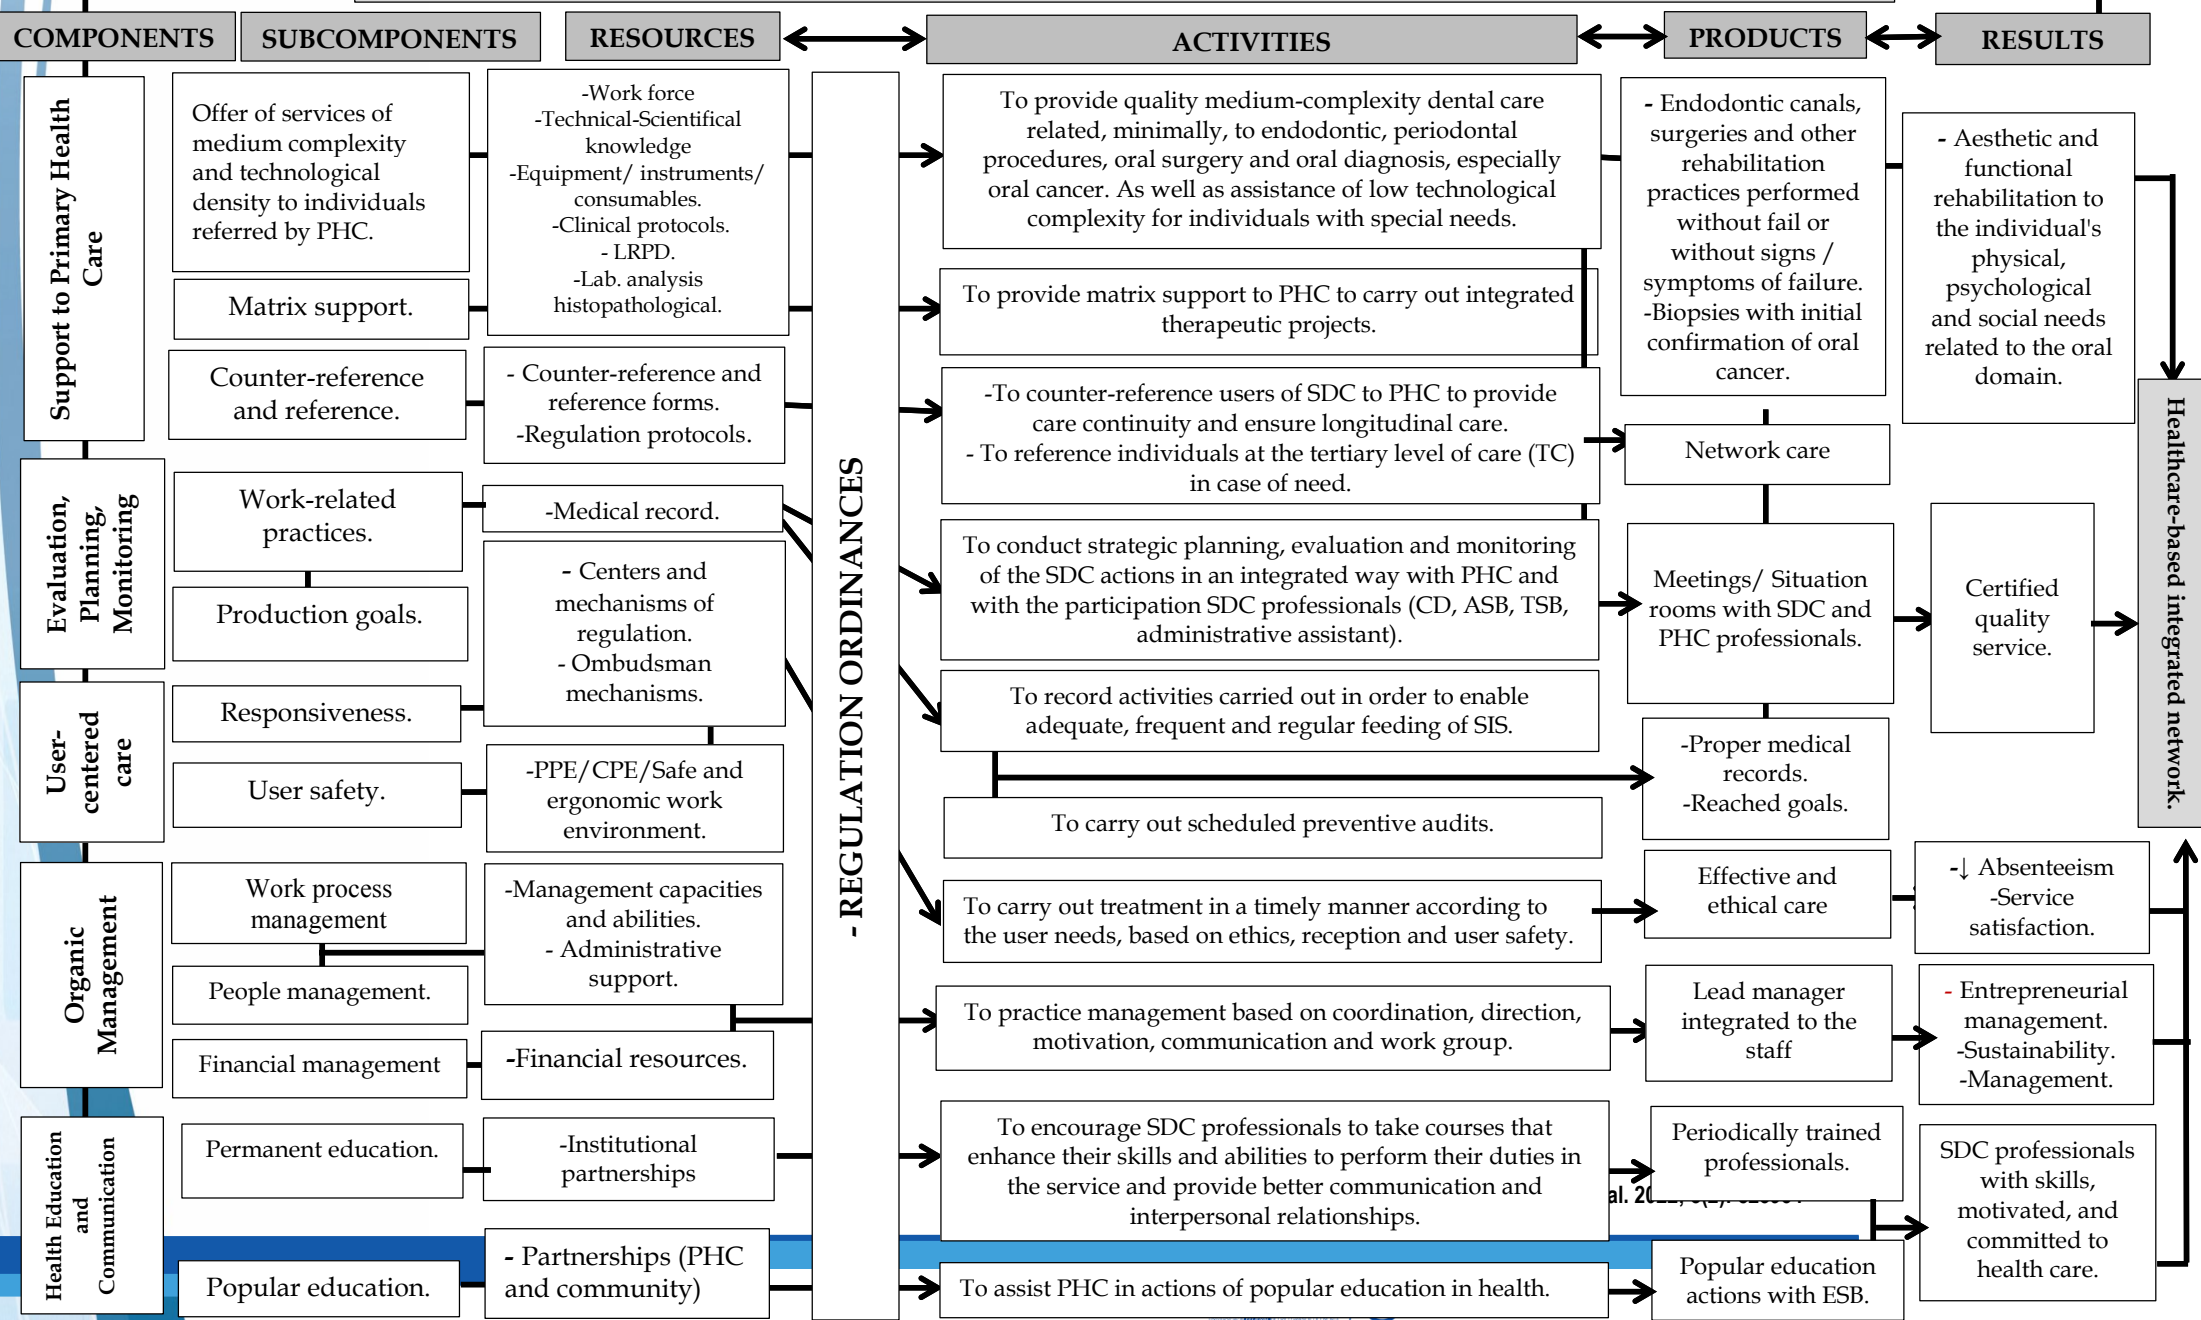 COMPONENTS
SUBCOMPONENTS
RESOURCES
ACTIVITIES
PRODUCTS
RESULTS
Support to Primary Health
Care
Offer of services of
medium complexity
and technological
density to individuals
referred by PHC.
Matrix support.
Counter-reference
and reference.
-Work force
-Technical-Scientifical
knowledge
-Equipment/ instruments/
consumables.
-Clinical protocols.
- LRPD.
-Lab. analysis
histopathological.
- Counter-reference and
reference forms.
-Regulation protocols.
- REGULATION ORDINANCES
To provide quality medium-complexity dental care
related, minimally, to endodontic, periodontal
procedures, oral surgery and oral diagnosis, especially
oral cancer. As well as assistance of low technological
complexity for individuals with special needs.
To provide matrix support to PHC to carry out integrated
therapeutic projects.
-To counter-reference users of SDC to PHC to provide
care continuity and ensure longitudinal care.
- To reference individuals at the tertiary level of care (TC)
in case of need.
- Endodontic canals,
surgeries and other
rehabilitation
practices performed
without fail or
without signs /
symptoms of failure.
-Biopsies with initial
confirmation of oral
cancer.
Network care
- Aesthetic and
functional
rehabilitation to
the individual's
physical,
psychological
and social needs
related to the oral
domain.
Healthcare-based integrated network.
Evaluation,
Planning,
Monitoring
Work-related
practices.
Production goals.
-Medical record.
- Centers and
mechanisms of
regulation.
- Ombudsman
mechanisms.
To conduct strategic planning, evaluation and monitoring
of the SDC actions in an integrated way with PHC and
with the participation SDC professionals (CD, ASB, TSB,
administrative assistant).
To record activities carried out in order to enable
adequate, frequent and regular feeding of SIS.
To carry out scheduled preventive audits.
Meetings/ Situation
rooms with SDC and
PHC professionals.
-Proper medical
records.
-Reached goals.
Certified
quality
service.
User-
centered
care
Responsiveness.
User safety.
-PPE/CPE/Safe and
ergonomic work
environment.
To carry out treatment in a timely manner according to
the user needs, based on ethics, reception and user safety.
Effective and
ethical care
-↓ Absenteeism
-Service
satisfaction.
Organic
Management
Work process
management
People management.
Financial management
-Management capacities
and abilities.
- Administrative
support.
-Financial resources.
To practice management based on coordination, direction,
motivation, communication and work group.
Lead manager
integrated to the
staff
- Entrepreneurial
management.
-Sustainability.
-Management.
Health Education
and
Communication
Permanent education.
Popular education.
-Institutional
partnerships
- Partnerships (PHC
and community)
To encourage SDC professionals to take courses that
enhance their skills and abilities to perform their duties in
the service and provide better communication and
interpersonal relationships.
To assist PHC in actions of popular education in health.
Periodically trained
professionals.
al.
Popular education
actions with ESB.
SDC professionals
with skills,
motivated, and
committed to
health care.